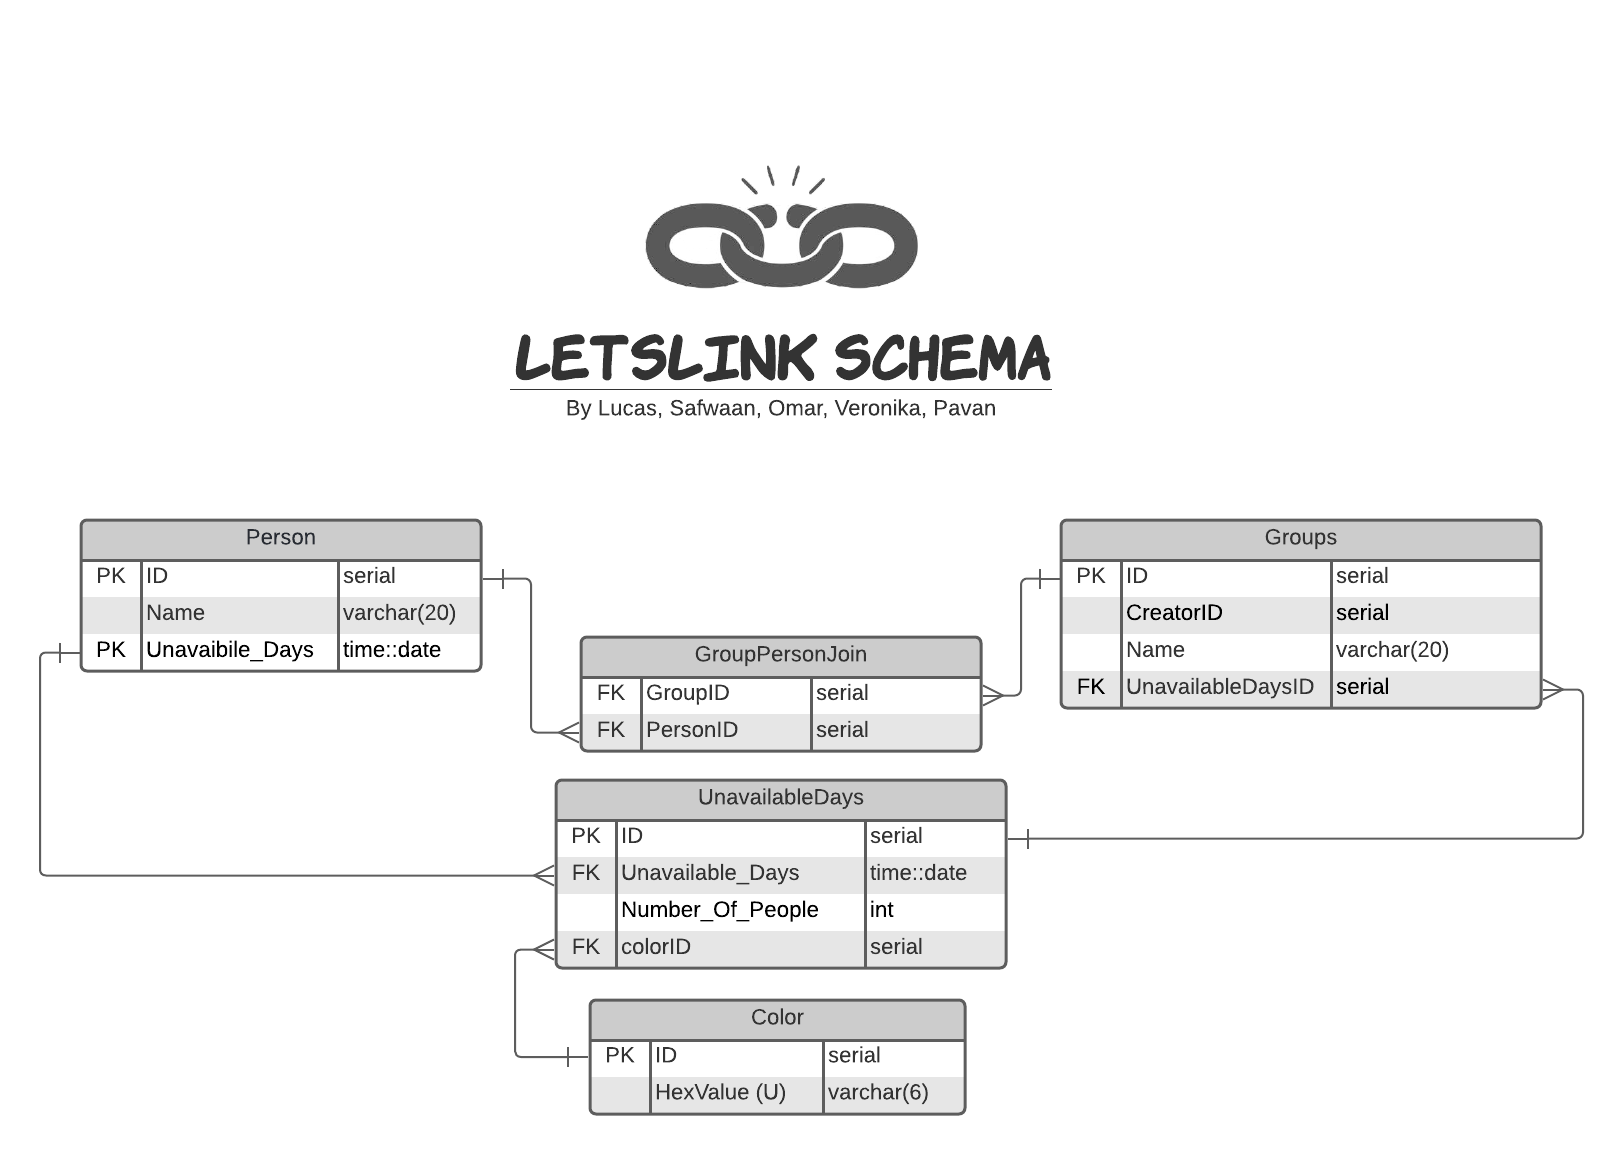 LETSLINK SCHEMA
By Lucas, Safwaan, Omar, Veronika, Pavan
Person
PK ID serial
Name varchar(20)
PK Unavaibile_Days time::date
Groups
PK ID serial
CreatorID serial
Name varchar(20)
FK UnavailableDaysID serial
GroupPersonJoin
FK GroupID serial
FK PersonID serial
UnavailableDays
PK ID serial
FK Unavailable_Days time::date
Number_Of_People int
FK colorID serial
Color
PK ID serial
HexValue (U) varchar(6)